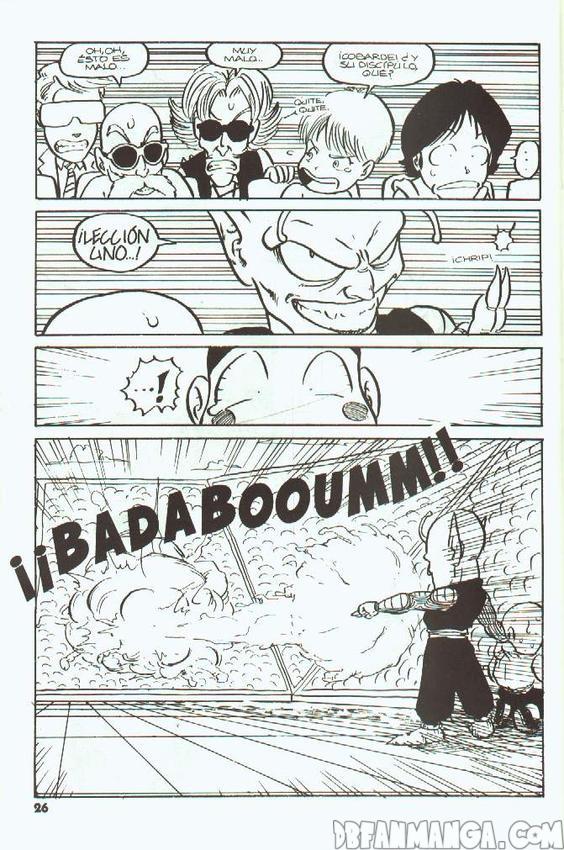 OH, OH,
ESTO ES
MALO...
MUY
MALO...
¡COBARDE! ¿Y
SU DISCÍPULO,
QUÉ?
QUITE,
QUITE.
...
¡LECCIÓN
UNO..!
¡CHRIP!
...!
¡¡BADABOOUMM!!
26
DBFANMANGA.COM